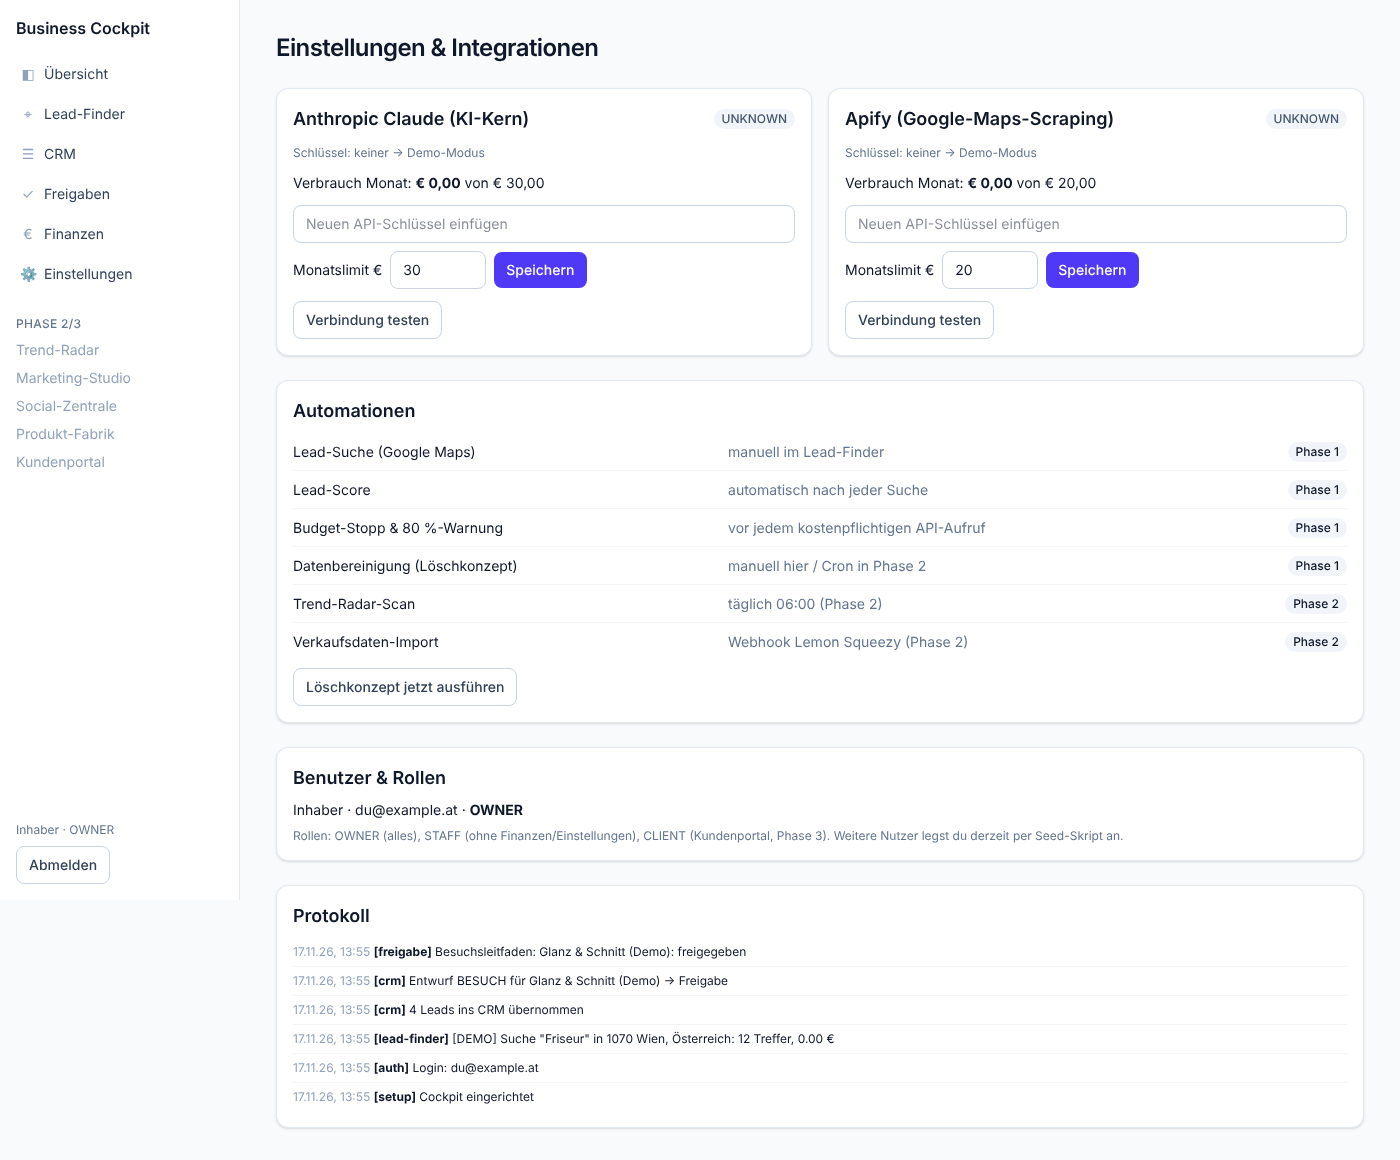 Business Cockpit
Übersicht
Lead-Finder
CRM
Freigaben
€ Finanzen
Einstellungen
PHASE 2/3
Trend-Radar
Marketing-Studio
Social-Zentrale
Produkt-Fabrik
Kundenportal
Inhaber · OWNER
Abmelden
Einstellungen & Integrationen
Anthropic Claude (KI-Kern)
UNKNOWN
Schlüssel: keiner → Demo-Modus
Verbrauch Monat: € 0,00 von € 30,00
Neuen API-Schlüssel einfügen
Monatslimit € 30 Speichern
Verbindung testen
Apify (Google-Maps-Scraping)
UNKNOWN
Schlüssel: keiner → Demo-Modus
Verbrauch Monat: € 0,00 von € 20,00
Neuen API-Schlüssel einfügen
Monatslimit € 20 Speichern
Verbindung testen
Automationen
Lead-Suche (Google Maps) manuell im Lead-Finder Phase 1
Lead-Score automatisch nach jeder Suche Phase 1
Budget-Stopp & 80 %-Warnung vor jedem kostenpflichtigen API-Aufruf Phase 1
Datenbereinigung (Löschkonzept) manuell hier / Cron in Phase 2 Phase 1
Trend-Radar-Scan täglich 06:00 (Phase 2) Phase 2
Verkaufsdaten-Import Webhook Lemon Squeezy (Phase 2) Phase 2
Löschkonzept jetzt ausführen
Benutzer & Rollen
Inhaber · du@example.at · OWNER
Rollen: OWNER (alles), STAFF (ohne Finanzen/Einstellungen), CLIENT (Kundenportal, Phase 3). Weitere Nutzer legst du derzeit per Seed-Skript an.
Protokoll
17.11.26, 13:55 [freigabe] Besuchsleitfaden: Glanz & Schnitt (Demo): freigegeben
17.11.26, 13:55 [crm] Entwurf BESUCH für Glanz & Schnitt (Demo) → Freigabe
17.11.26, 13:55 [crm] 4 Leads ins CRM übernommen
17.11.26, 13:55 [lead-finder] [DEMO] Suche "Friseur" in 1070 Wien, Österreich: 12 Treffer, 0.00 €
17.11.26, 13:55 [auth] Login: du@example.at
17.11.26, 13:55 [setup] Cockpit eingerichtet